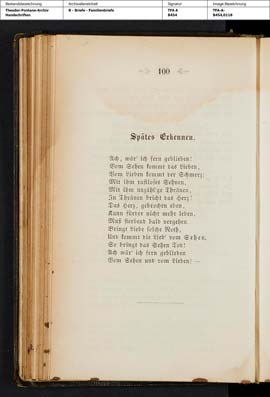 Bestandsbezeichnung Archivalieneinheit Signatur Image Bezeichnung
Theodor-Fontane-Archiv B - Briefe - Familienbriefe TFA A TFA-A-
Handschriften B454 B454,0118
100
Spätes Erkennen.
Ach, wär' ich fern geblieben!
Vom Sehen kommt das Lieben,
Vom Lieben kommt der Schmerz;
Mit ihm rastloses Sehnen,
Mit ihm unzähl'ge Thränen,
In Thränen bricht das Herz!
Das Herz, gebrochen eben,
Kann fürder nicht mehr leben,
Muß sterbend bald vergehen.
Bringt Liebe solche Noth,
Und kommt die Lieb' vom Sehen,
So bringt das Sehen Tod!
Ach wär' ich fern geblieben
Vom Sehen und vom Lieben! —